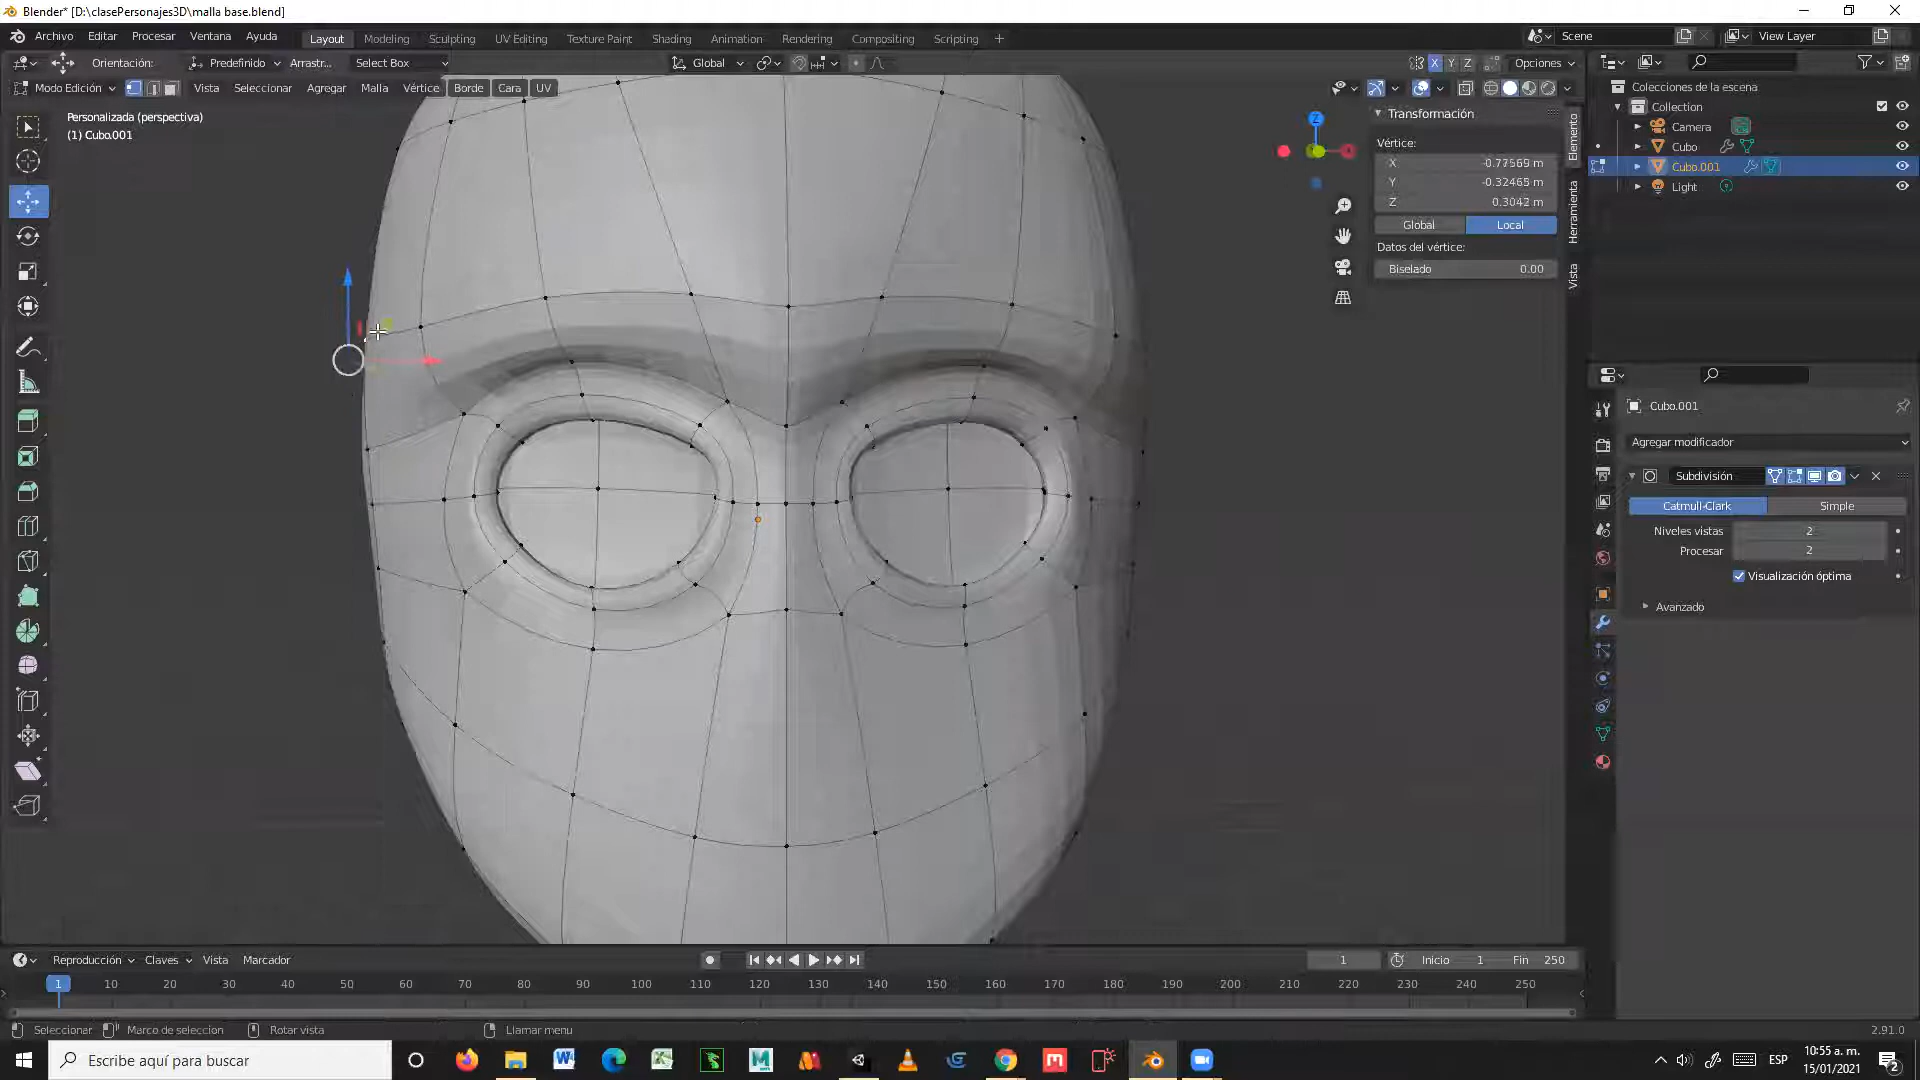 Blender* [D:\clasePersonajes3D\malla base.blend]
Archivo Editar Procesar Ventana Ayuda Layout Modeling Sculpting UV Editing Texture Paint Shading Animation Rendering Compositing Scripting + Scene View Layer
Orientación: Predefinido Arrastr... Select Box Global X Y Z Opciones
Modo Edición Vista Seleccionar Agregar Malla Vértice Borde Cara UV
Colecciones de la escena
Collection
Camera
Cubo
Cubo.001
Light
Personalizada (perspectiva)
(1) Cubo.001
Z
Transformación
Vértice:
X -0.77569 m
Y -0.32465 m
Z 0.3042 m
Global Local
Datos del vértice:
Biselado 0.00
Elemento
Herramienta
Vista
Cubo.001
Agregar modificador
Subdivisión
Catmull-Clark Simple
Niveles vistas 2
Procesar 2
Visualización óptima
Avanzado
Reproducción Claves Vista Marcador 1 Inicio 1 Fin 250
1 10 20 30 40 50 60 70 80 90 100 110 120 130 140 150 160 170 180 190 200 210 220 230 240 250
Seleccionar Marco de seleccion Rotar vista Llamar menu 2.91.0
Escribe aquí para buscar
ESP
10:55 a. m.
15/01/2021
2